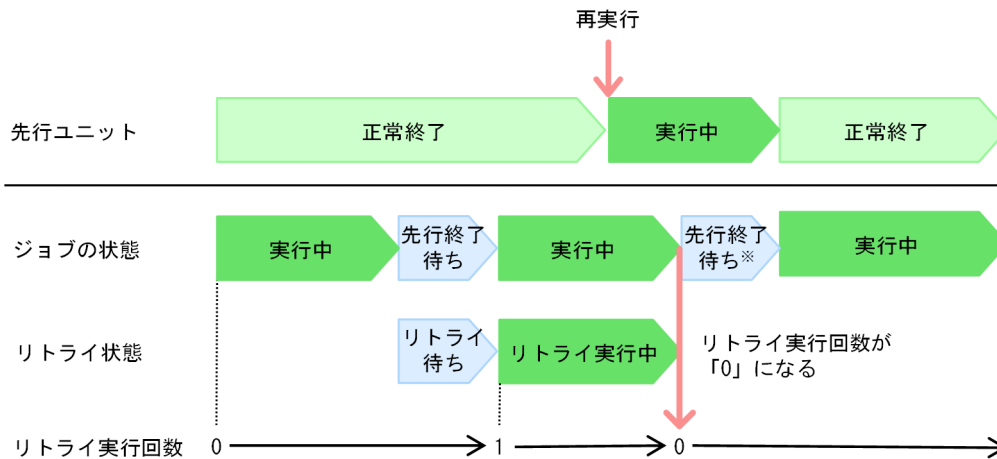 再実行
先行ユニット
正常終了
実行中
正常終了
ジョブの状態
実行中
先行終了
待ち
実行中
先行終了
待ち※
実行中
リトライ状態
リトライ
待ち
リトライ実行中
リトライ実行回数が
「0」になる
リトライ実行回数
0
1
0